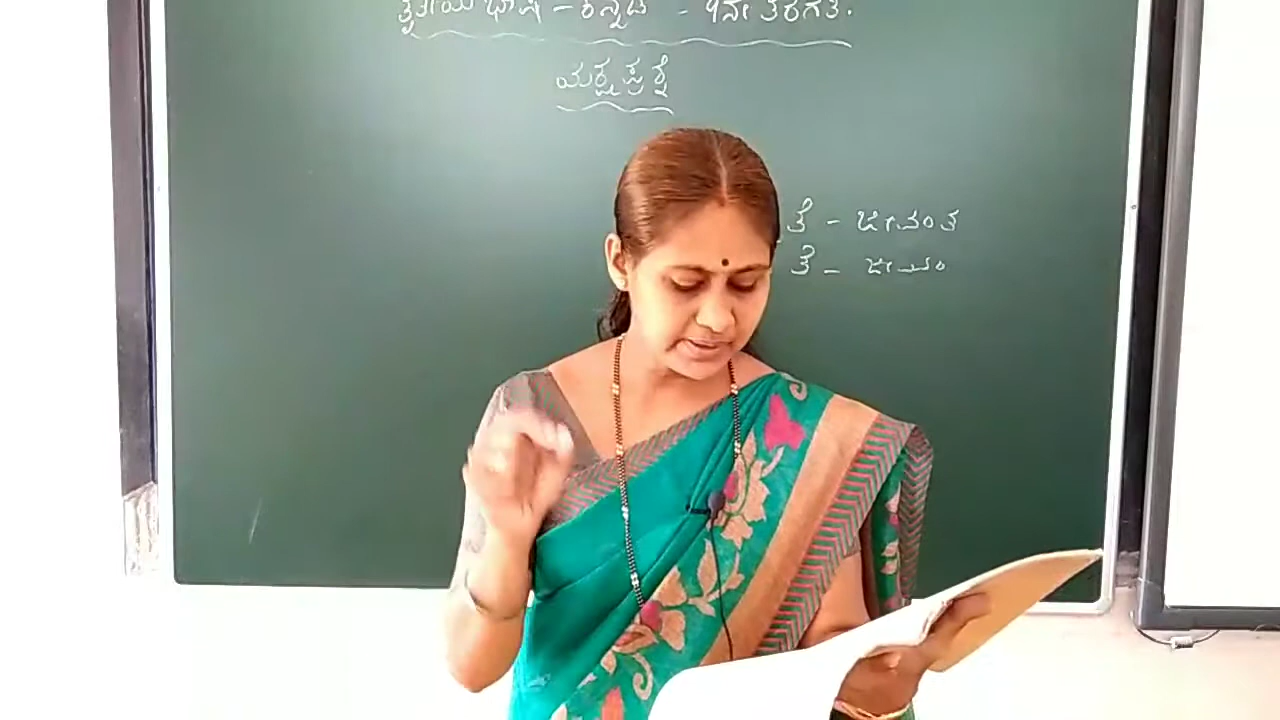 ತೃತೀಯ ಭಾಷೆ - ಕನ್ನಡ - 9ನೇ ತರಗತಿ.
ಯಕ್ಷಪ್ರಶ್ನೆ
ತೆ - ಜೀವಂತ
ತೆ -